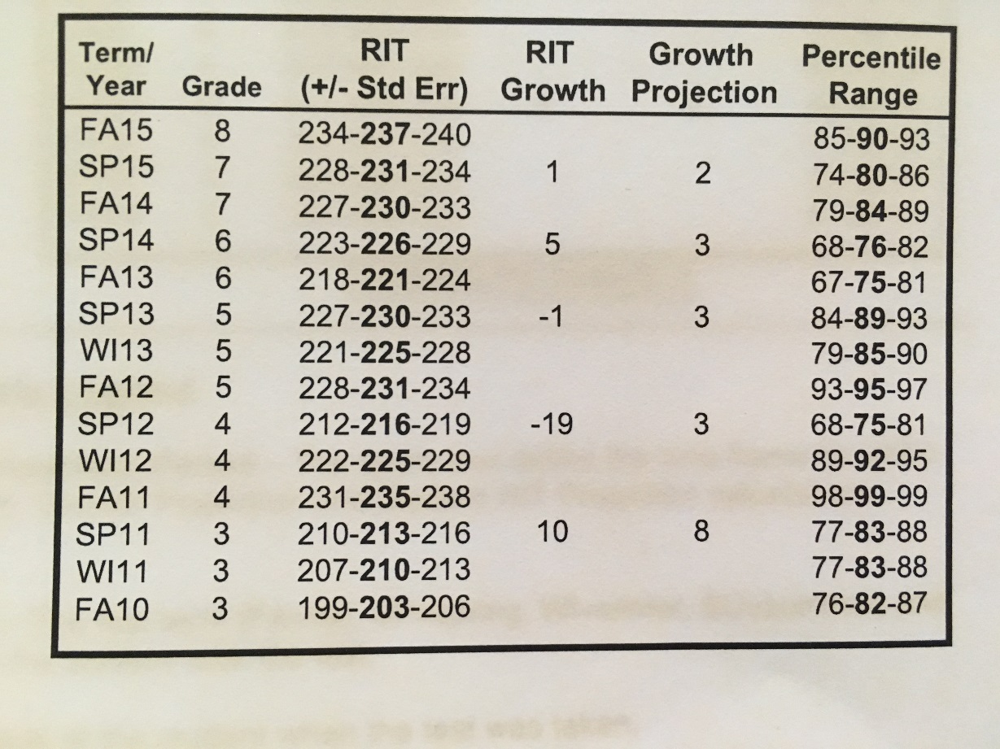 Term/ Year Grade RIT (+/- Std Err) RIT Growth Growth Projection Percentile Range
FA15 8 234-237-240 85-90-93
SP15 7 228-231-234 1 2 74-80-86
FA14 7 227-230-233 79-84-89
SP14 6 223-226-229 5 3 68-76-82
FA13 6 218-221-224 67-75-81
SP13 5 227-230-233 -1 3 84-89-93
WI13 5 221-225-228 79-85-90
FA12 5 228-231-234 93-95-97
SP12 4 212-216-219 -19 3 68-75-81
WI12 4 222-225-229 89-92-95
FA11 4 231-235-238 98-99-99
SP11 3 210-213-216 10 8 77-83-88
WI11 3 207-210-213 77-83-88
FA10 3 199-203-206 76-82-87
when the test was taken.